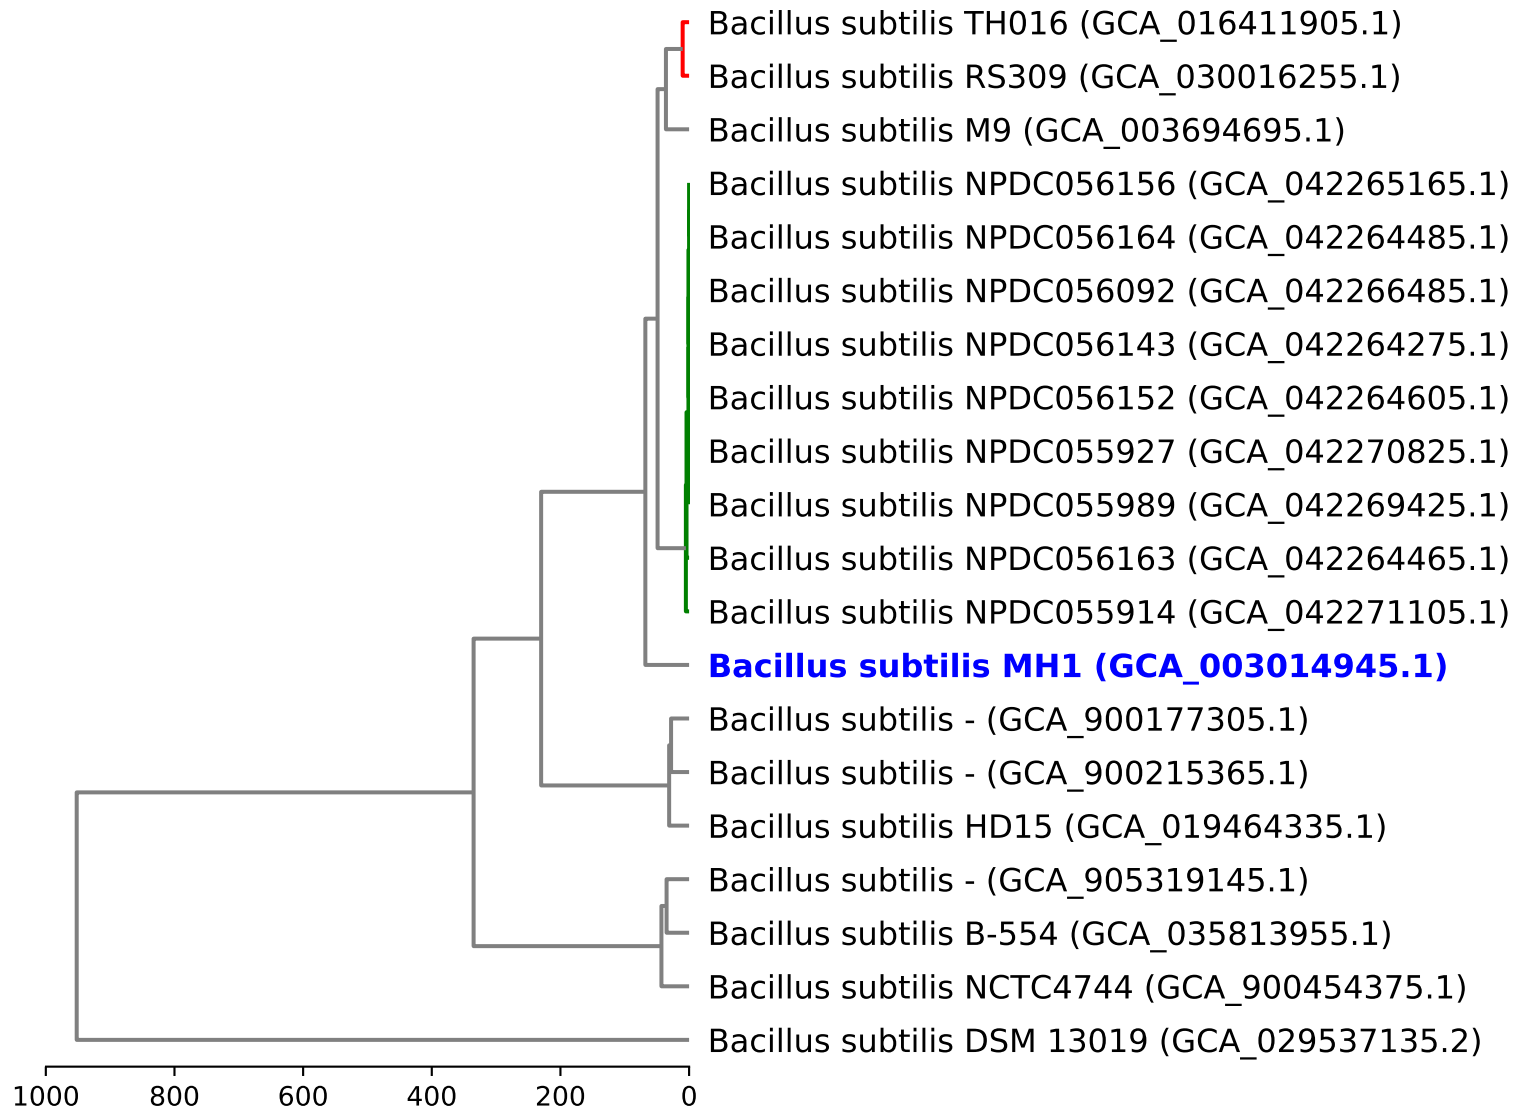 Bacillus subtilis TH016 (GCA_016411905.1)
Bacillus subtilis RS309 (GCA_030016255.1)
Bacillus subtilis M9 (GCA_003694695.1)
Bacillus subtilis NPDC056156 (GCA_042265165.1)
Bacillus subtilis NPDC056164 (GCA_042264485.1)
Bacillus subtilis NPDC056092 (GCA_042266485.1)
Bacillus subtilis NPDC056143 (GCA_042264275.1)
Bacillus subtilis NPDC056152 (GCA_042264605.1)
Bacillus subtilis NPDC055927 (GCA_042270825.1)
Bacillus subtilis NPDC055989 (GCA_042269425.1)
Bacillus subtilis NPDC056163 (GCA_042264465.1)
Bacillus subtilis NPDC055914 (GCA_042271105.1)
Bacillus subtilis MH1 (GCA_003014945.1)
Bacillus subtilis - (GCA_900177305.1)
Bacillus subtilis - (GCA_900215365.1)
Bacillus subtilis HD15 (GCA_019464335.1)
Bacillus subtilis - (GCA_905319145.1)
Bacillus subtilis B-554 (GCA_035813955.1)
Bacillus subtilis NCTC4744 (GCA_900454375.1)
Bacillus subtilis DSM 13019 (GCA_029537135.2)
1000 800 600 400 200 0